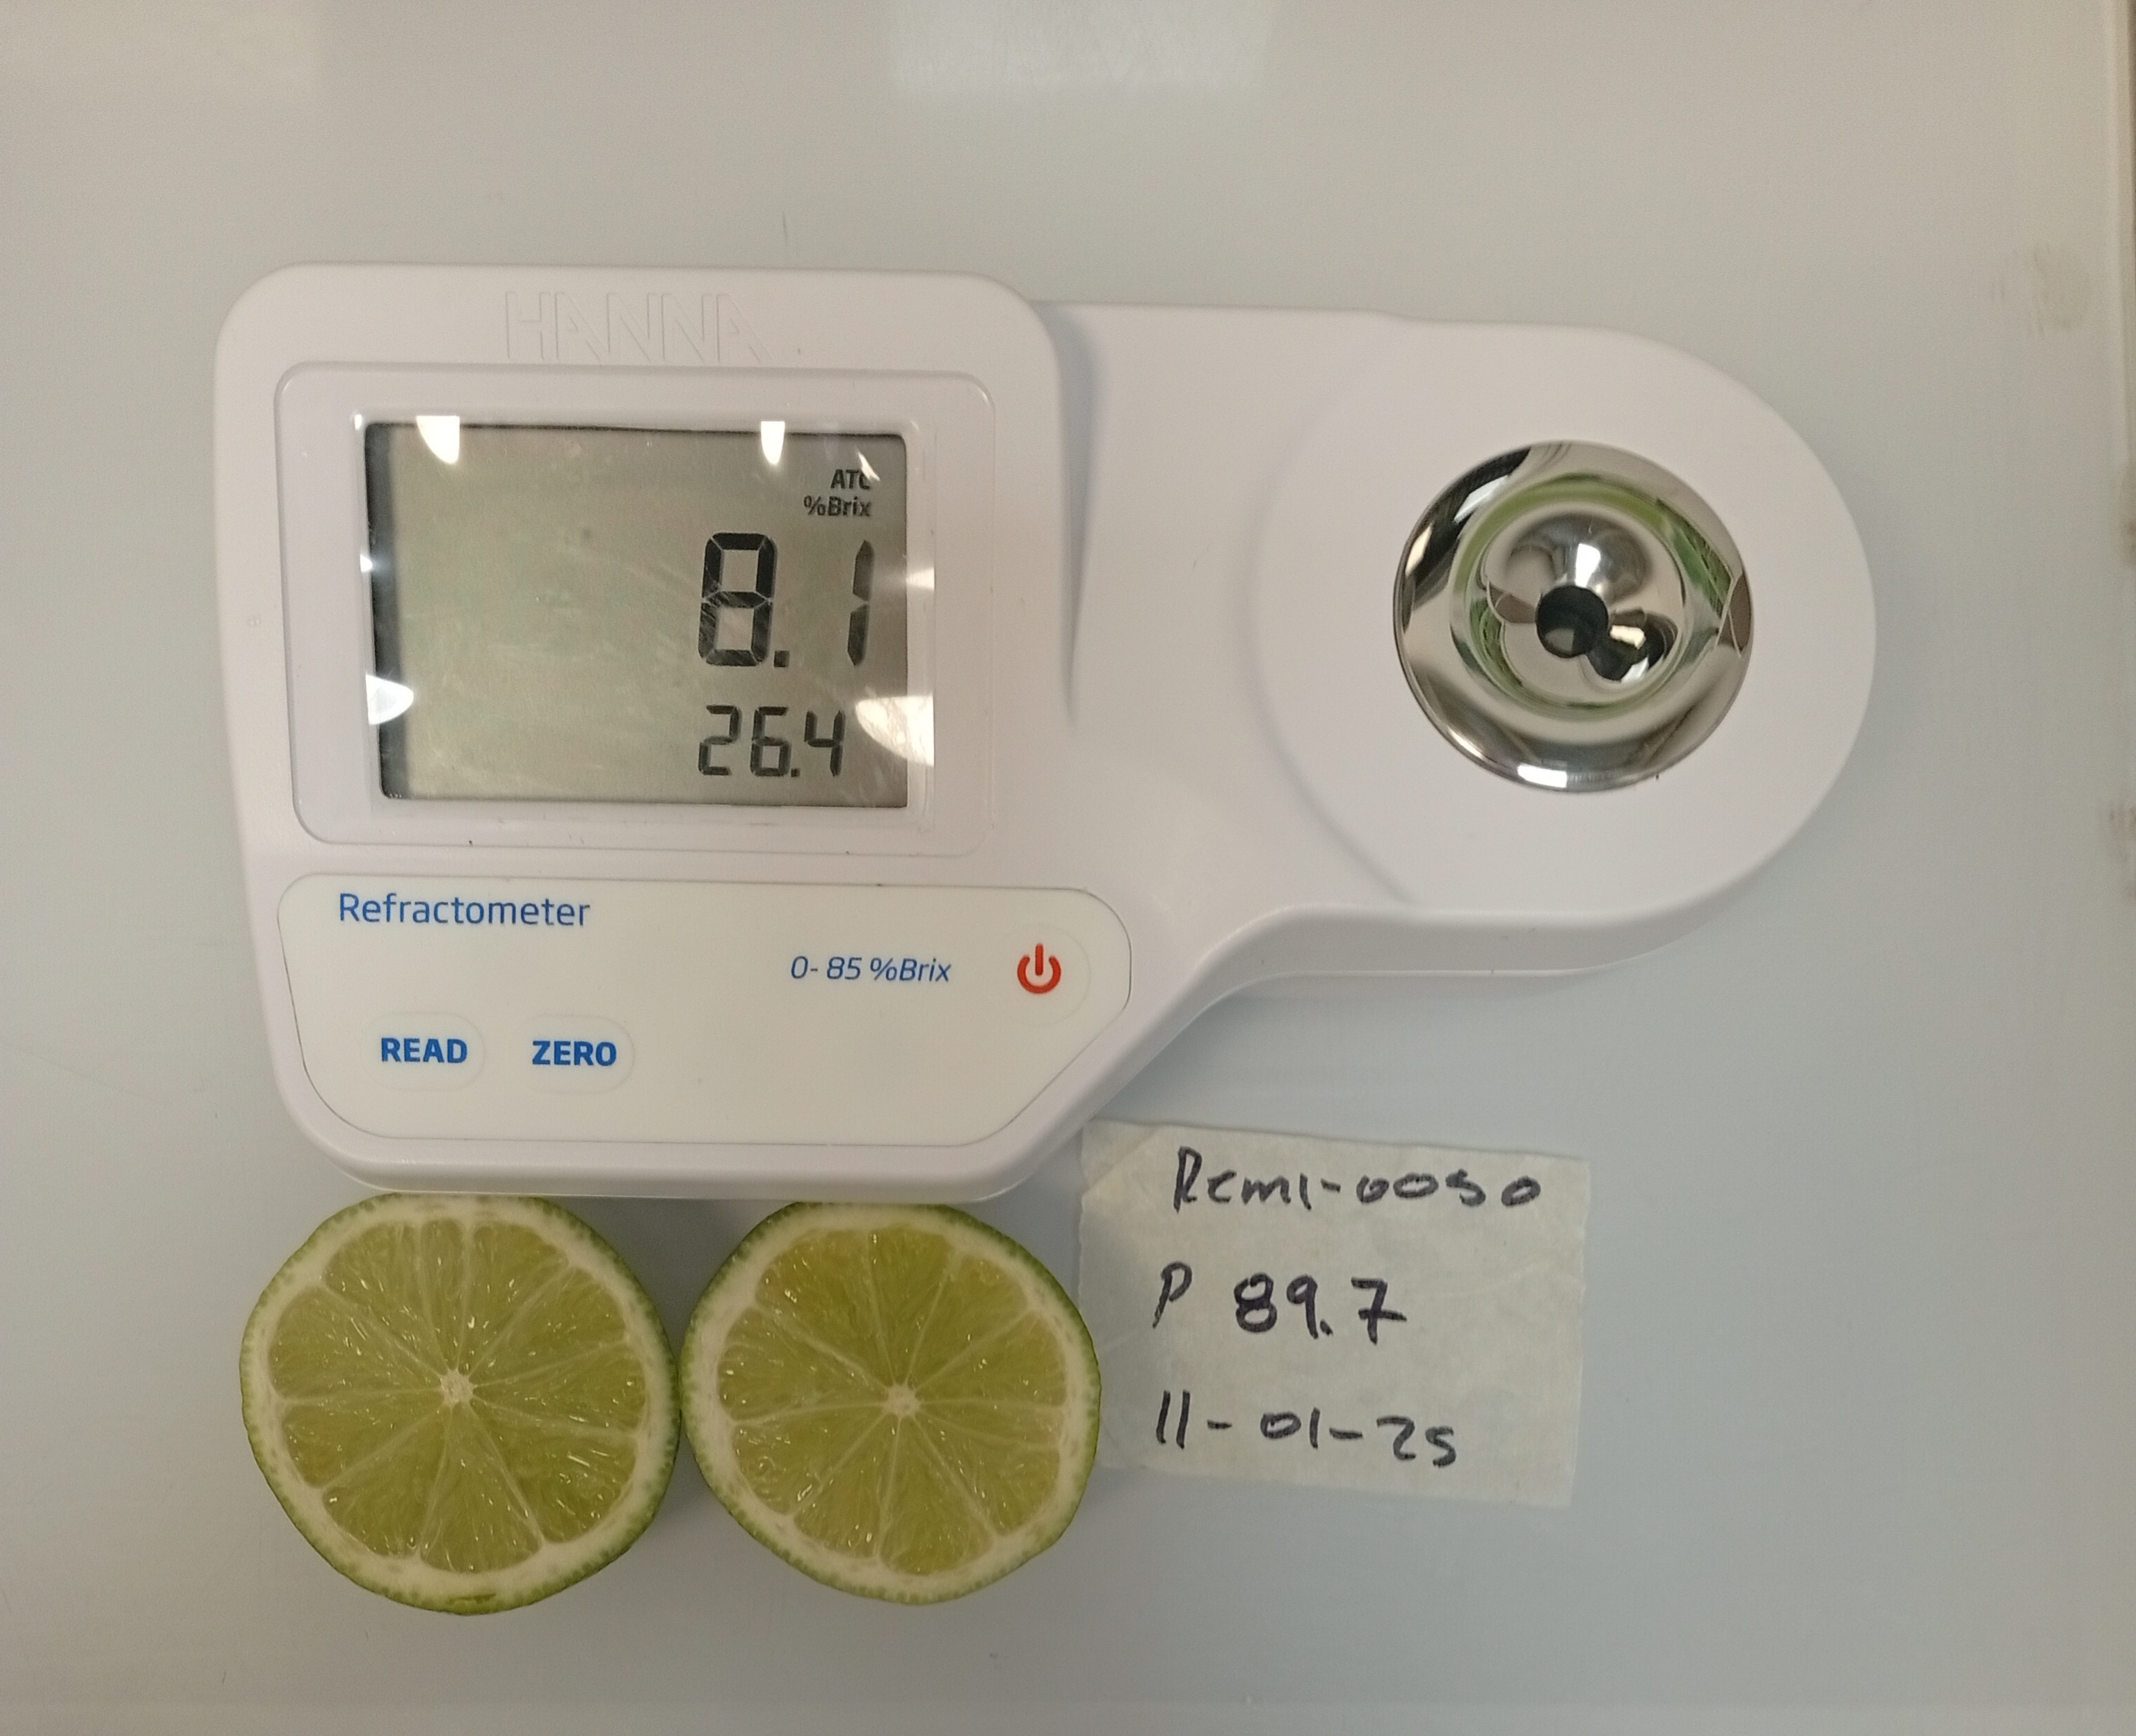 HANNA
ATC
%Brix
8.1
26.4
Refractometer
0-85 %Brix
READ
ZERO
Rcml-0050
P 89.7
11-01-25